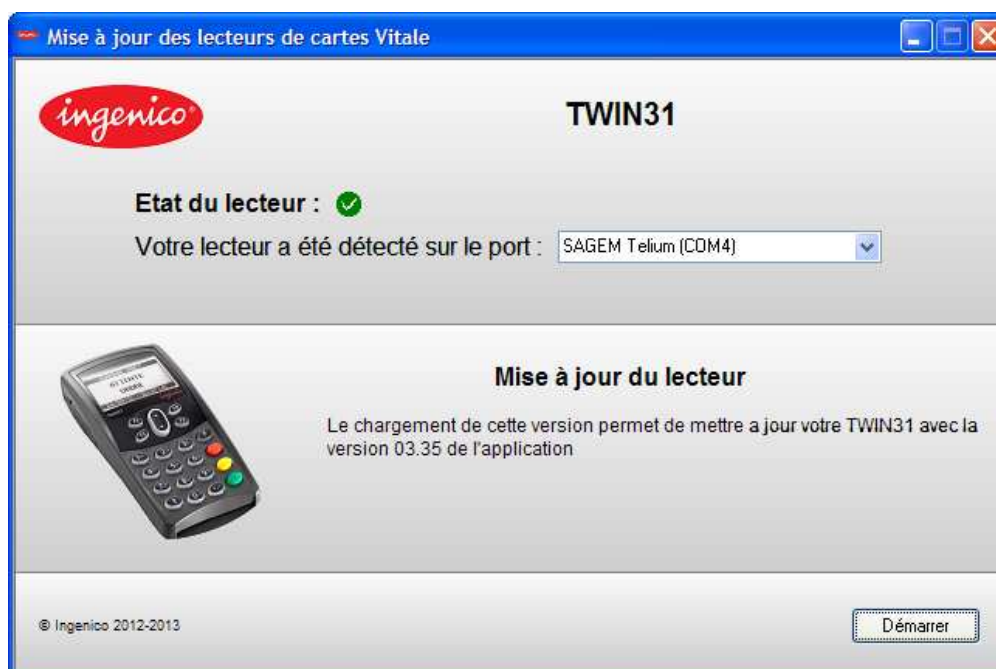 Mise à jour des lecteurs de cartes Vitale
ingenico
TWIN31
Etat du lecteur :
Votre lecteur a été détecté sur le port :
SAGEM Telium (COM4)
Mise à jour du lecteur
ATTENTE
ORDRE
Le chargement de cette version permet de mettre a jour votre TWIN31 avec la
version 03.35 de l'application
© Ingenico 2012-2013
Démarrer